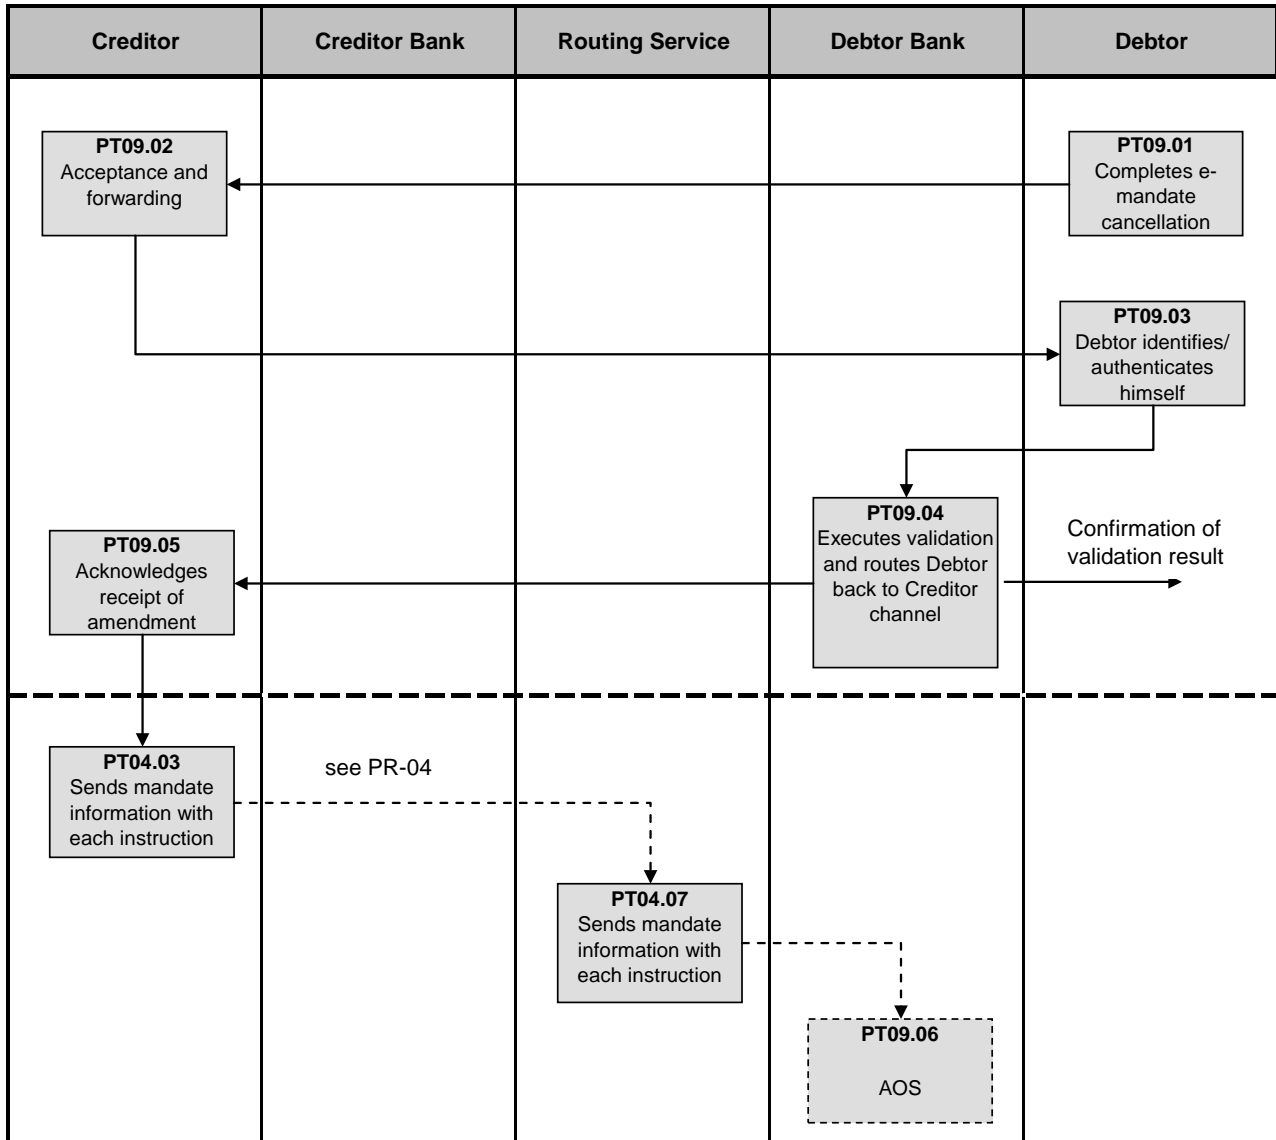 Creditor
Creditor Bank
Routing Service
Debtor Bank
Debtor
PT09.02
Acceptance and
forwarding
PT09.01
Completes e-
mandate
cancellation
PT09.03
Debtor identifies/
authenticates
himself
PT09.04
Executes validation
and routes Debtor
back to Creditor
channel
Confirmation of
validation result
PT09.05
Acknowledges
receipt of
amendment
PT04.03
Sends mandate
information with
each instruction
see PR-04
PT04.07
Sends mandate
information with
each instruction
PT09.06
AOS